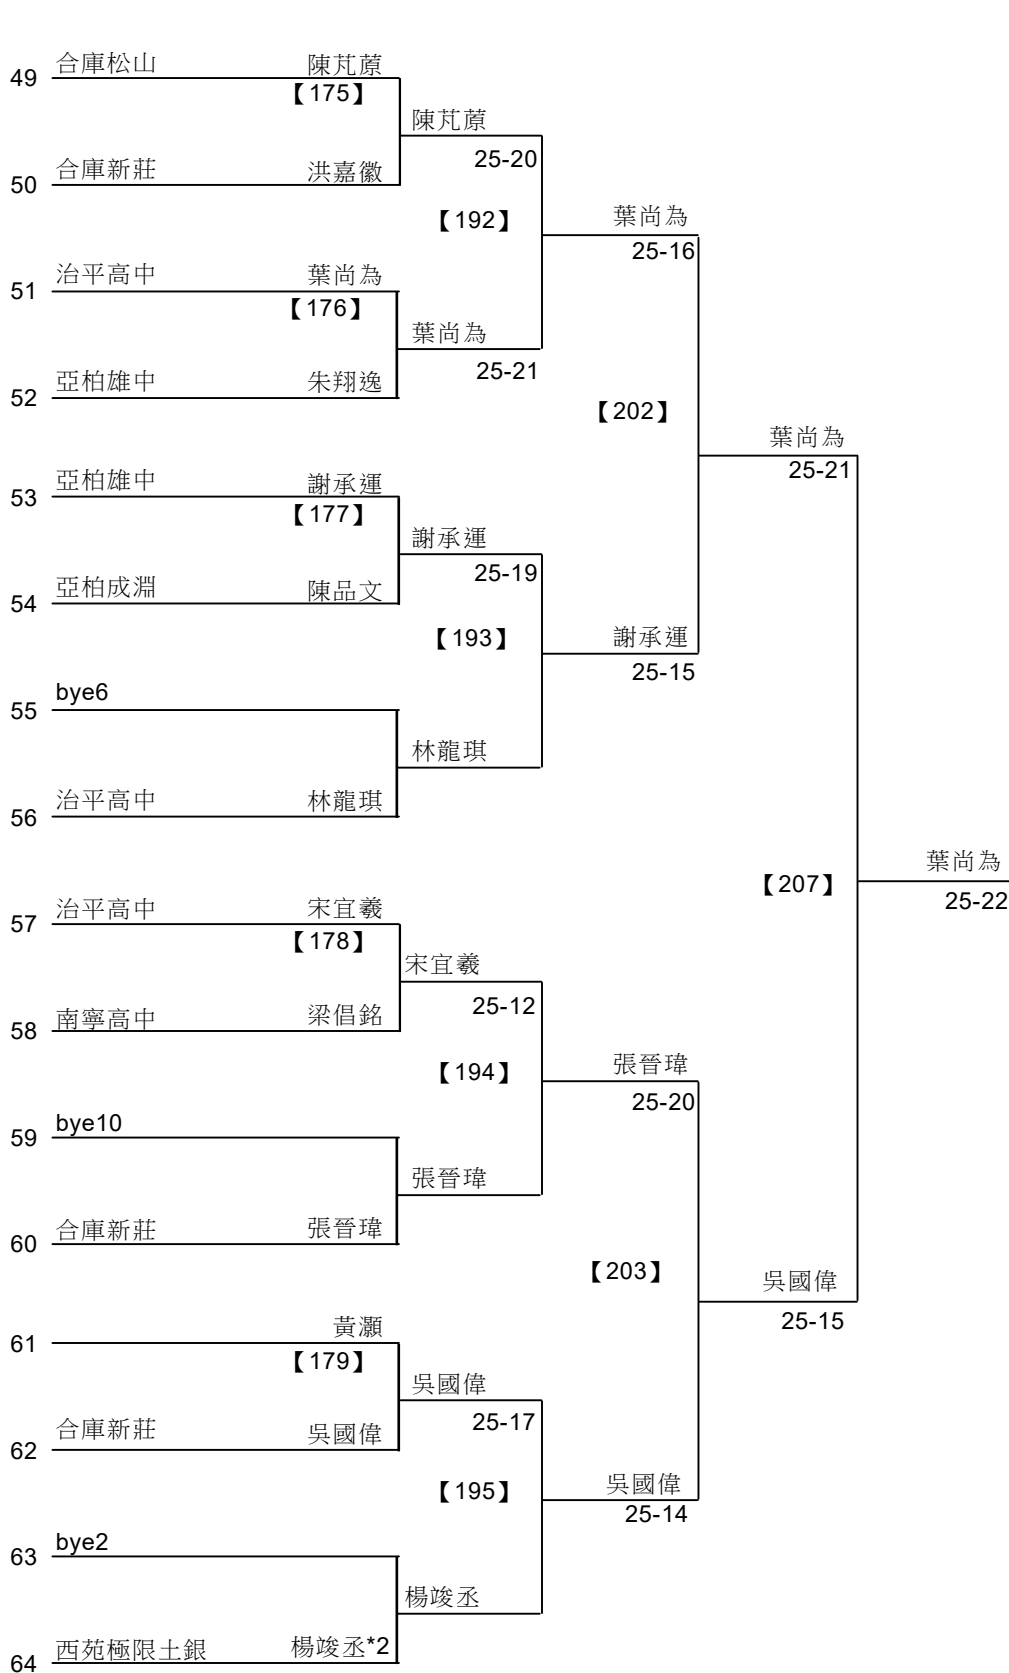 49 合庫松山 陳芃蒝
【175】
陳芃蒝
25-20
50 合庫新莊 洪嘉徽
【192】
葉尚為
25-16
51 治平高中 葉尚為
【176】
葉尚為
25-21
52 亞柏雄中 朱翔逸
【202】
葉尚為
25-21
53 亞柏雄中 謝承運
【177】
謝承運
25-19
54 亞柏成淵 陳品文
【193】
謝承運
25-15
55 bye6
林龍琪
56 治平高中 林龍琪
【207】
葉尚為
25-22
57 治平高中 宋宜羲
【178】
宋宜羲
25-12
58 南寧高中 梁倡銘
【194】
張晉瑋
25-20
59 bye10
張晉瑋
60 合庫新莊 張晉瑋
【203】
吳國偉
25-15
61 黃灝
【179】
吳國偉
25-17
62 合庫新莊 吳國偉
【195】
吳國偉
25-14
63 bye2
楊竣丞
64 西苑極限土銀 楊竣丞*2